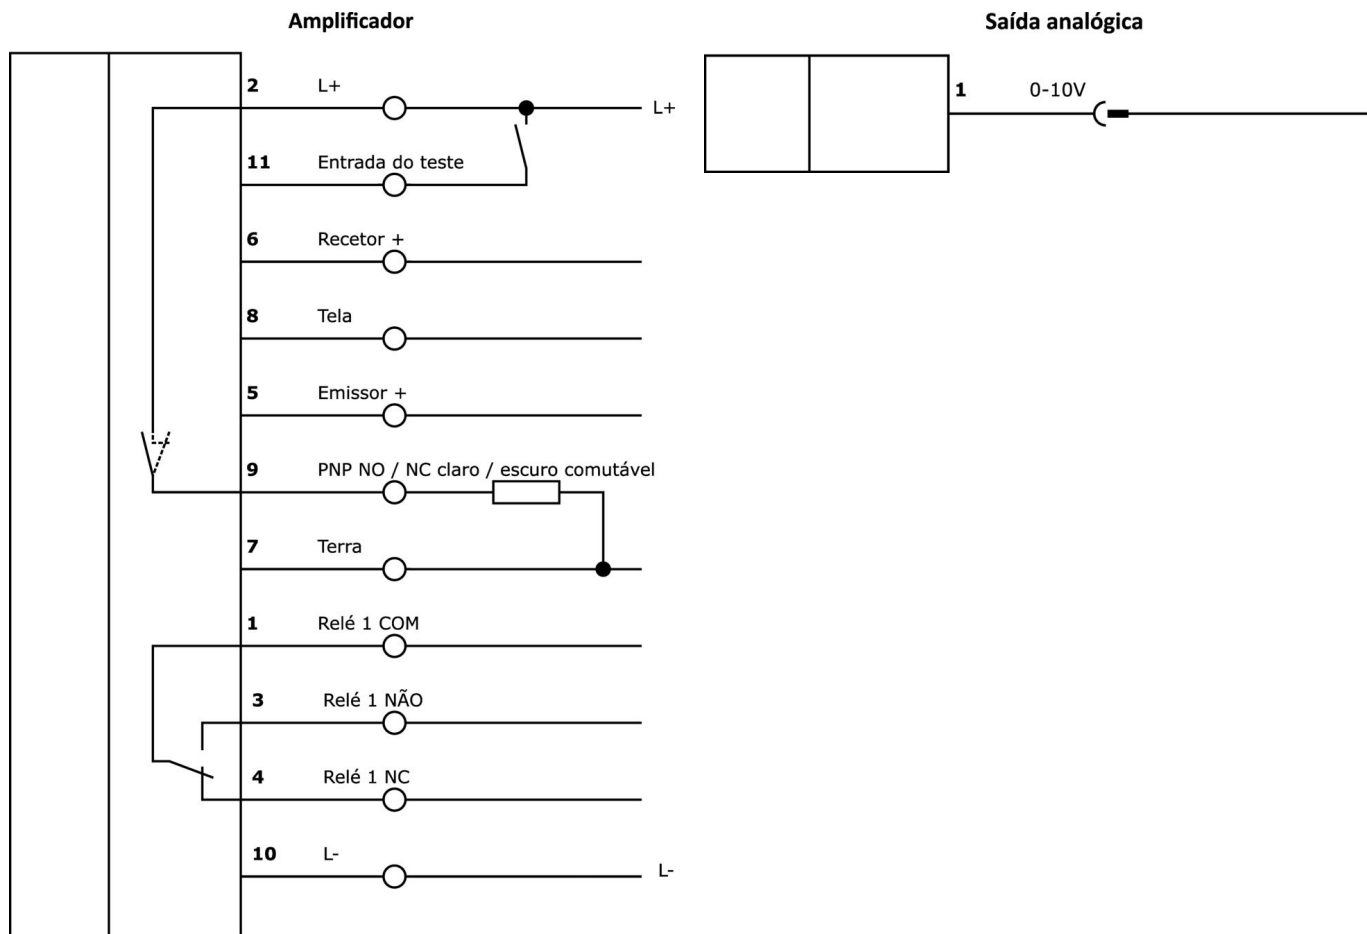 Amplificador
2 L+
L+
11 Entrada do teste
6 Recetor +
8 Tela
5 Emissor +
9 PNP NO / NC claro / escuro comutável
7 Terra
1 Relé 1 COM
3 Relé 1 NÃO
4 Relé 1 NC
10 L-
L-
Saída analógica
1 0-10V